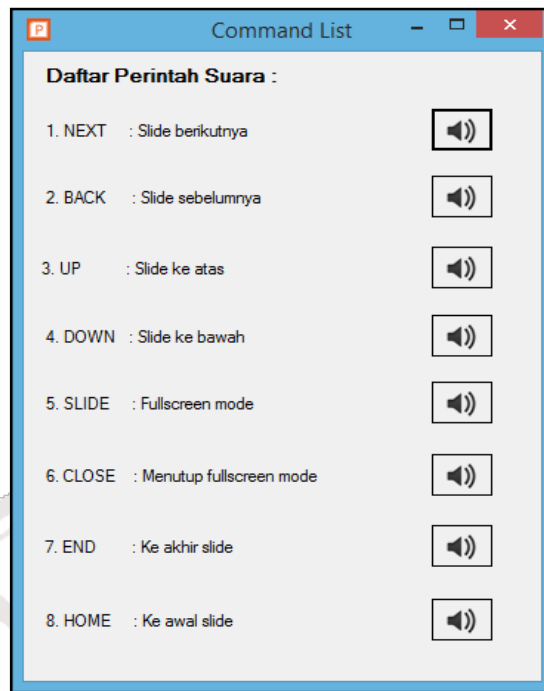 Command List
Daftar Perintah Suara :
1. NEXT : Slide berikutnya
2. BACK : Slide sebelumnya
3. UP : Slide ke atas
4. DOWN : Slide ke bawah
5. SLIDE : Fullscreen mode
6. CLOSE : Menutup fullscreen mode
7. END : Ke akhir slide
8. HOME : Ke awal slide